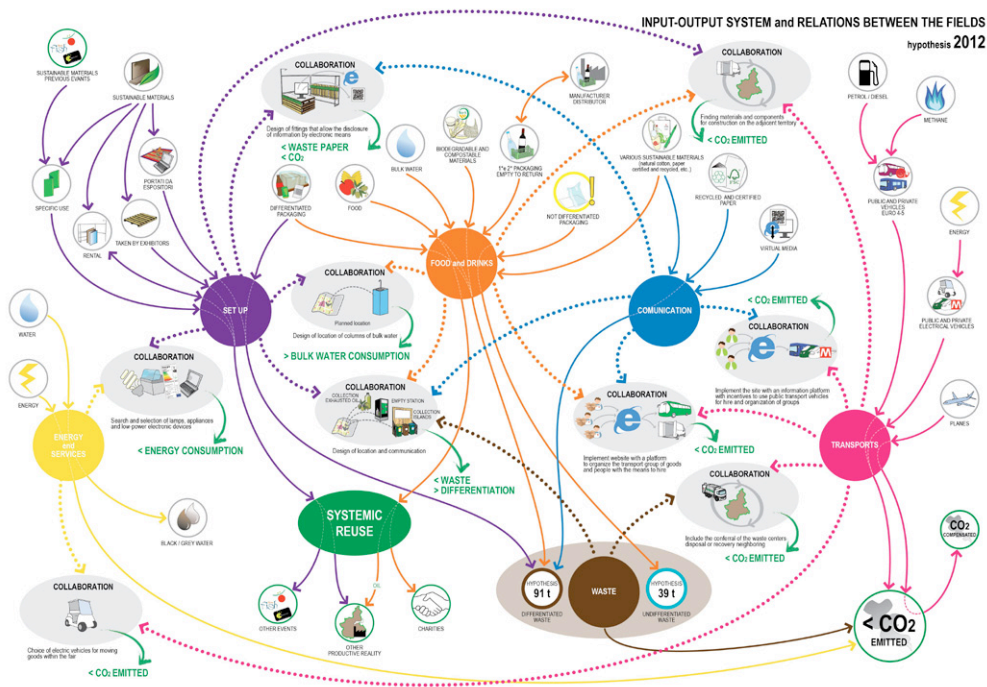 INPUT-OUTPUT SYSTEM and RELATIONS BETWEEN THE FIELDS
hypothesis 2012
SUSTAINABLE MATERIALS
PREVIOUS EVANTS
SUSTAINABLE MATERIALS
PORTATI DA
ESPOSITORI
SPECIFIC USE
RENTAL
TAKEN BY EXHIBITORS
COLLABORATION
Design of fittings that allow the disclosure
of information by electronic means
< WASTE PAPER
< CO2
DIFFERENTIATED
PACKAGING
FOOD
BULK WATER
BIODEGRADABLE AND
COMPOSTABLE
MATERIALS
1°e 2° PACKAGING
EMPTY TO RETURN
MANUFACTURER
DISTRIBUTOR
NOT DIFFERENTIATED
PACKAGING
VARIOUS SUSTAINABLE MATERIALS
(natural cotton, paper
certified and recycled, etc..)
RECYCLED AND CERTIFIED
PAPER
FSC
VIRTUAL MEDIA
COLLABORATION
Finding materials and components
for construction on the adjacent territory
< CO2 EMITTED
PETROL / DIESEL
METHANE
PUBLIC AND PRIVATE
VEHICLES
EURO 4-5
ENERGY
PUBLIC AND PRIVATE
ELECTRICAL VEHICLES
PLANES
SET UP
FOOD and DRINKS
COMUNICATION
TRANSPORTS
WATER
ENERGY
ENERGY
and
SERVICES
COLLABORATION
Search and selection of lamps, appliances
and low-power electronic devices
< ENERGY CONSUMPTION
COLLABORATION
Planned location
Design of location of columns of bulk water
> BULK WATER CONSUMPTION
COLLABORATION
COLLECTION
EXHAUSTED OIL
EMPTY STATION
COLLECTION
ISLANDS
Design of location and communication
< WASTE
> DIFFERENTIATION
< CO2 EMITTED
COLLABORATION
M
Implement the site with an information platform
with incentives to use public transport vehicles
for hire and organization of groups
COLLABORATION
Implement website with a platform
to organize the transport group of goods
and people with the means to hire
< CO2 EMITTED
COLLABORATION
Include the conferral of the waste centers
disposal or recovery neighboring
< CO2 EMITTED
BLACK / GREY WATER
SYSTEMIC
REUSE
OIL
OTHER EVENTS
OTHER
PRODUCTIVE REALITY
CHARITIES
HYPOTHESIS
91 t
DIFFERENTIATED
WASTE
WASTE
HYPOTHESIS
39 t
UNDIFFERENTIATED
WASTE
CO2
COMPENSATED
< CO2
EMITTED
COLLABORATION
Choice of electric vehicles for moving
goods within the fair
< CO2 EMITTED